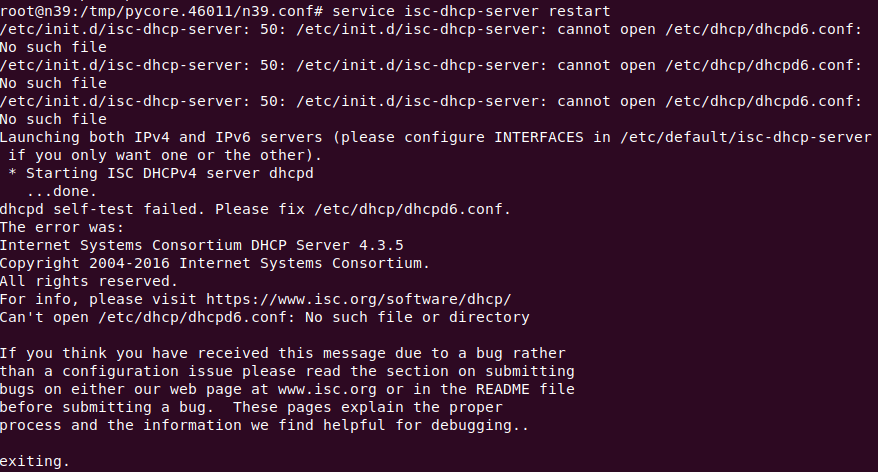 root@n39:/tmp/pycore.46011/n39.conf# service isc-dhcp-server restart
/etc/init.d/isc-dhcp-server: 50: /etc/init.d/isc-dhcp-server: cannot open /etc/dhcp/dhcpd6.conf:
No such file
/etc/init.d/isc-dhcp-server: 50: /etc/init.d/isc-dhcp-server: cannot open /etc/dhcp/dhcpd6.conf:
No such file
/etc/init.d/isc-dhcp-server: 50: /etc/init.d/isc-dhcp-server: cannot open /etc/dhcp/dhcpd6.conf:
No such file
Launching both IPv4 and IPv6 servers (please configure INTERFACES in /etc/default/isc-dhcp-server
 if you only want one or the other).
 * Starting ISC DHCPv4 server dhcpd
   ...done.
dhcpd self-test failed. Please fix /etc/dhcp/dhcpd6.conf.
The error was:
Internet Systems Consortium DHCP Server 4.3.5
Copyright 2004-2016 Internet Systems Consortium.
All rights reserved.
For info, please visit https://www.isc.org/software/dhcp/
Can't open /etc/dhcp/dhcpd6.conf: No such file or directory

If you think you have received this message due to a bug rather
than a configuration issue please read the section on submitting
bugs on either our web page at www.isc.org or in the README file
before submitting a bug.  These pages explain the proper
process and the information we find helpful for debugging..

exiting.